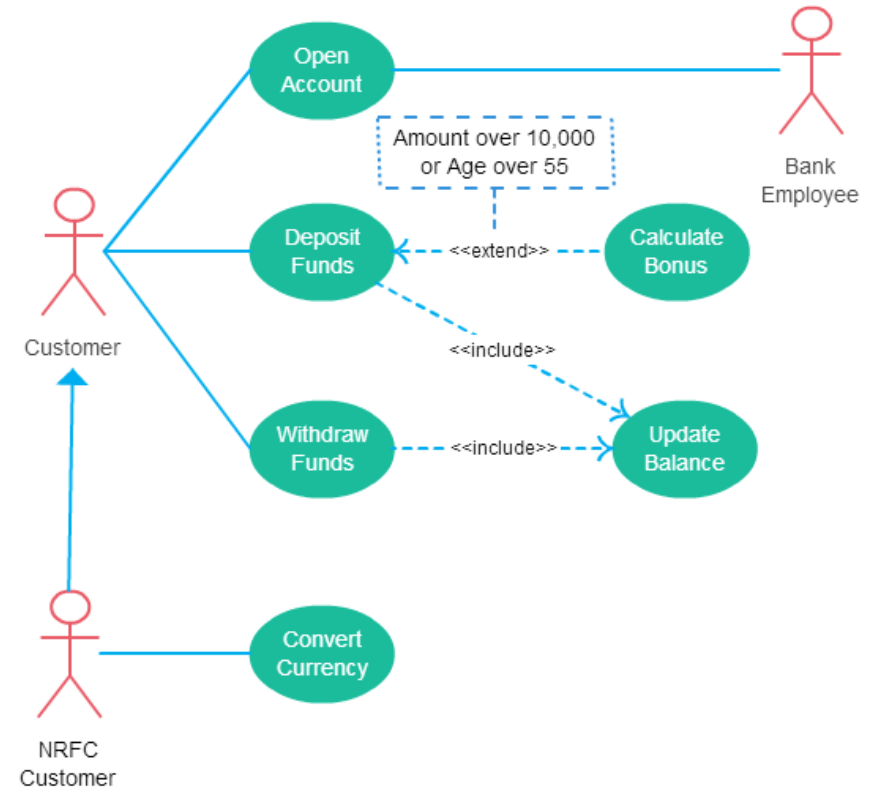 Open
Account
Amount over 10,000
or Age over 55
Bank
Employee
Deposit
Funds
<<extend>>
Calculate
Bonus
Customer
<<include>>
Withdraw
Funds
<<include>>
Update
Balance
Convert
Currency
NRFC
Customer